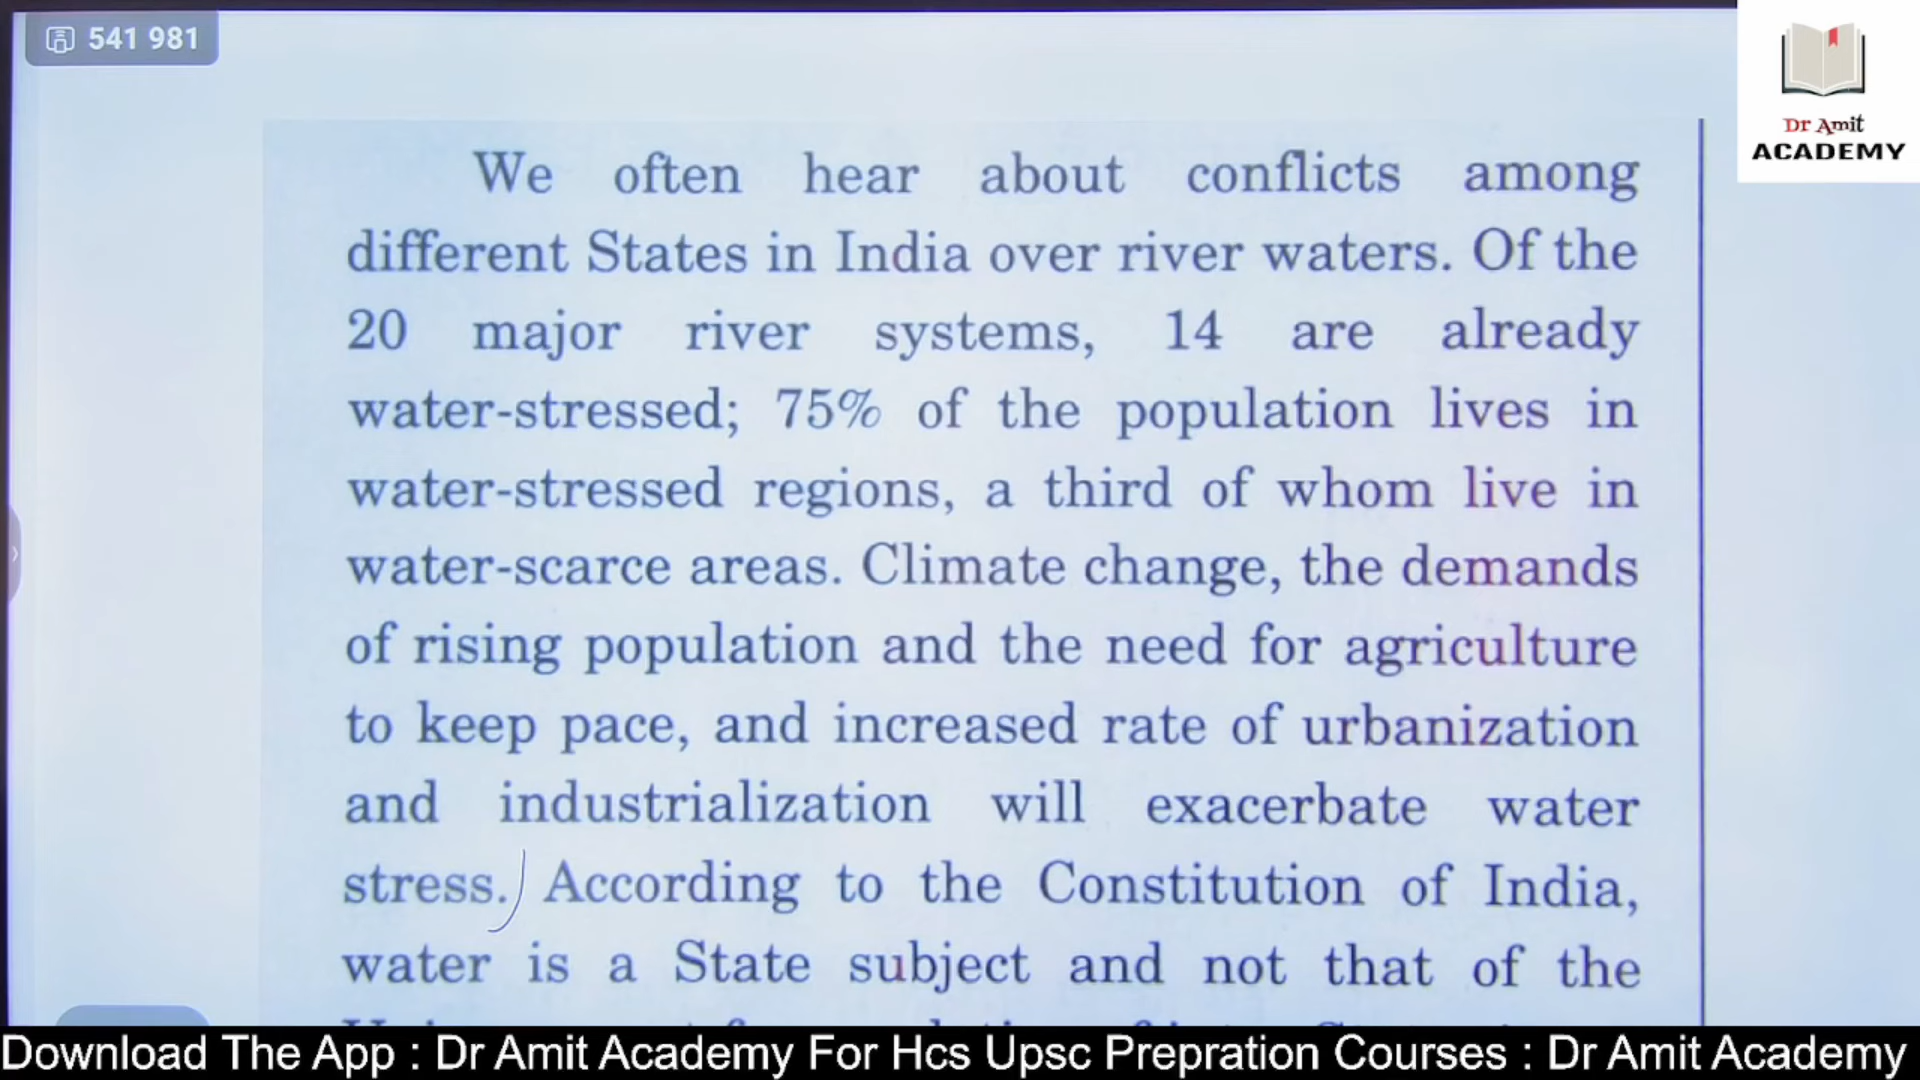 541 981
Dr Amit
ACADEMY
We often hear about conflicts among
different States in India over river waters. Of the
20 major river systems, 14 are already
water-stressed; 75% of the population lives in
water-stressed regions, a third of whom live in
water-scarce areas. Climate change, the demands
of rising population and the need for agriculture
to keep pace, and increased rate of urbanization
and industrialization will exacerbate water
stress. According to the Constitution of India,
water is a State subject and not that of the
Download The App : Dr Amit Academy For Hcs Upsc Prepration Courses : Dr Amit Academy